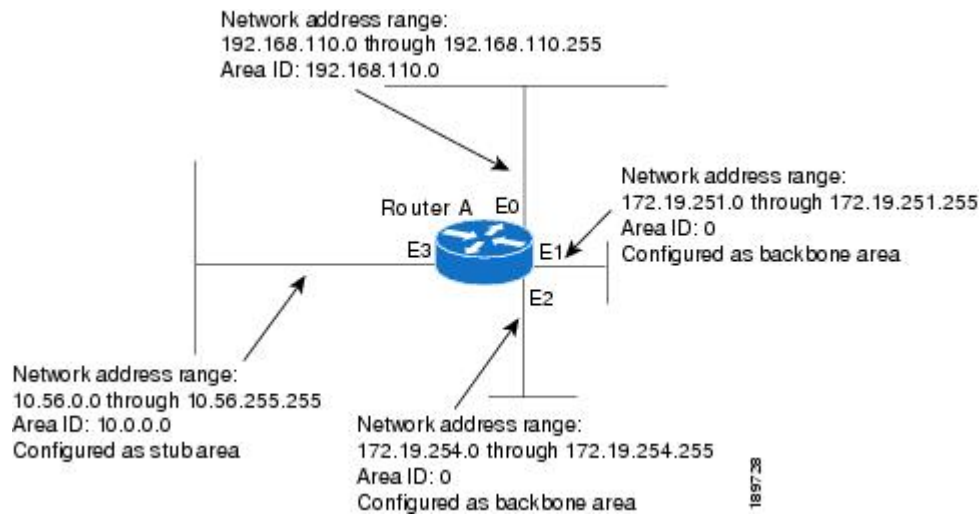 Network address range:
192.168.110.0 through 192.168.110.255
Area ID: 192.168.110.0
Network address range:
172.19.251.0 through 172.19.251.255
Area ID: 0
Configured as backbone area
Router A
E0
E3
E1
E2
Network address range:
10.56.0.0 through 10.56.255.255
Area ID: 10.0.0.0
Configured as stub area
Network address range:
172.19.254.0 through 172.19.254.255
Area ID: 0
Configured as backbone area
189728